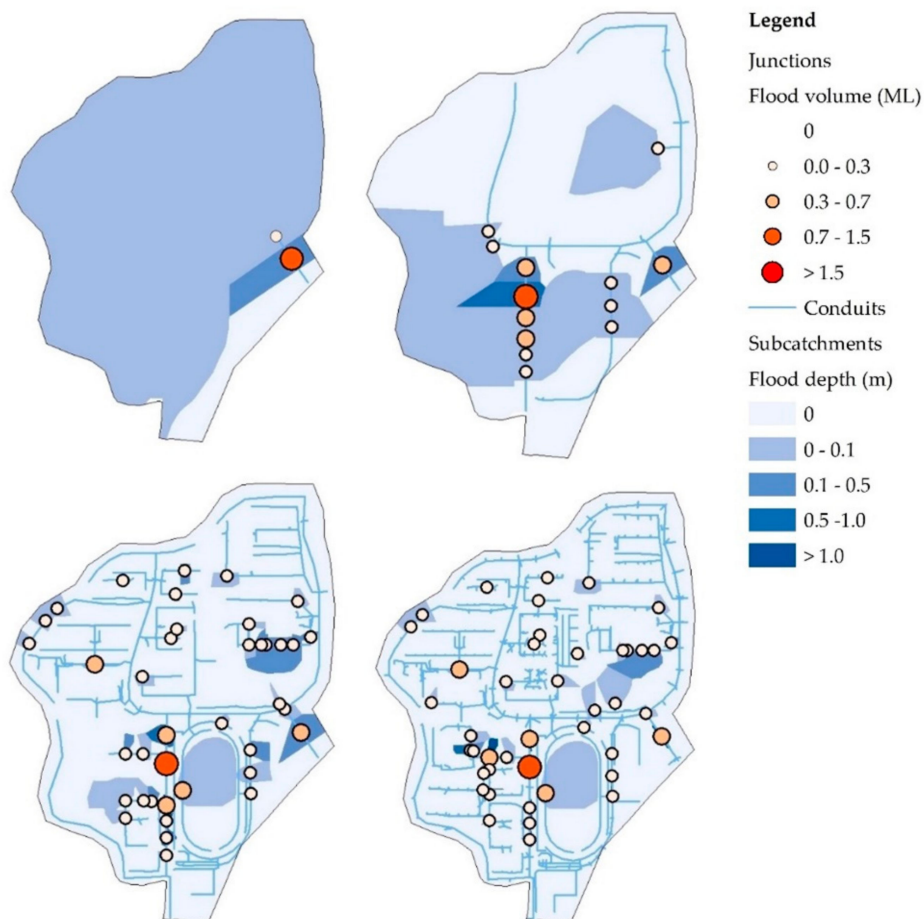 Legend
Junctions
Flood volume (ML)
0
0.0 - 0.3
0.3 - 0.7
0.7 - 1.5
> 1.5
Conduits
Subcatchments
Flood depth (m)
0
0 - 0.1
0.1 - 0.5
0.5 -1.0
> 1.0